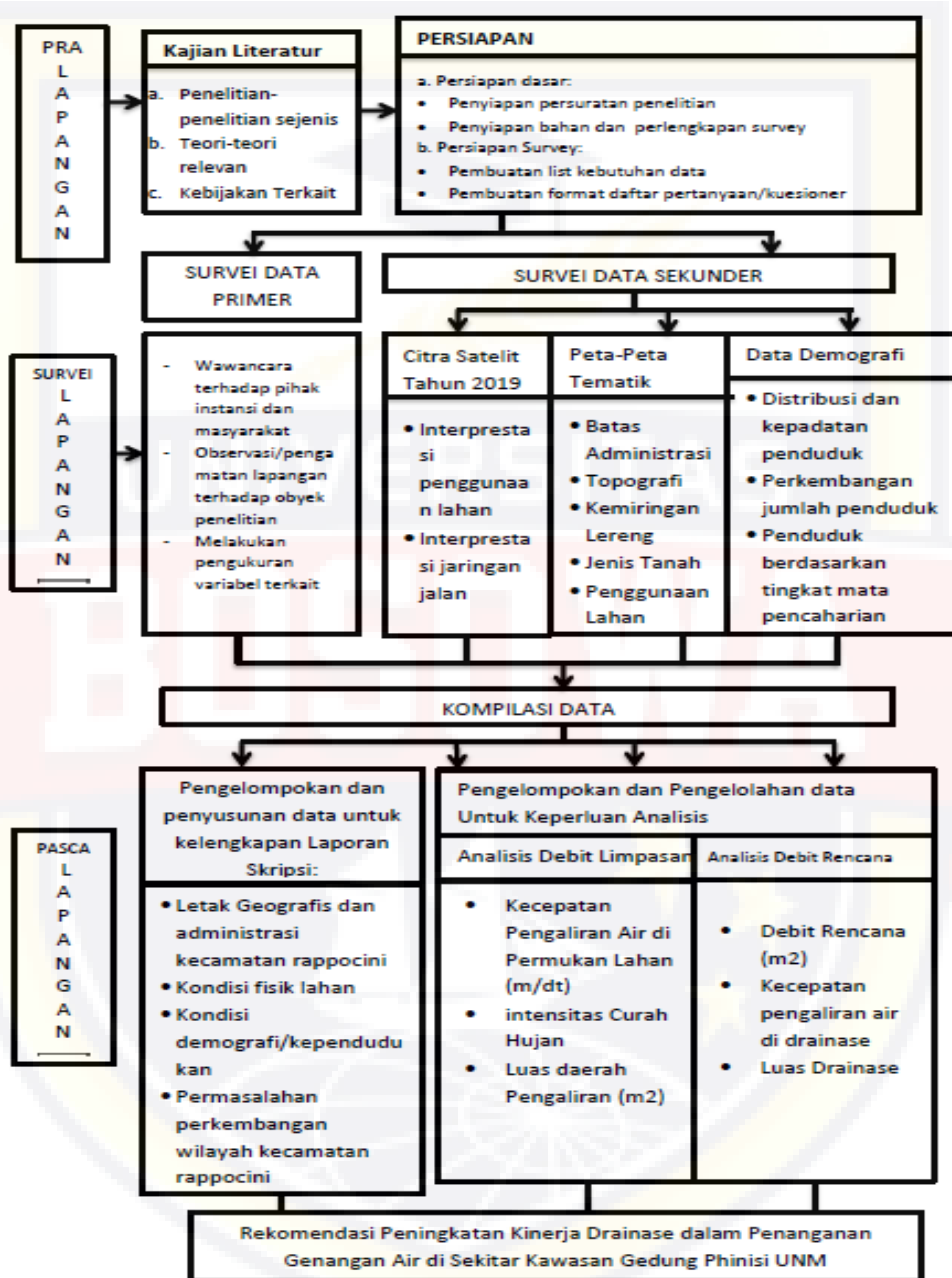 PRA
L
A
P
A
N
G
A
N
Kajian Literatur
a. Penelitian-
penelitian sejenis
b. Teori-teori
relevan
c. Kebijakan Terkait
PERSIAPAN
a. Persiapan dasar:
• Penyiapan persuratan penelitian
• Penyiapan bahan dan perlengkapan survey
b. Persiapan Survey:
• Pembuatan list kebutuhan data
• Pembuatan format daftar pertanyaan/kuesioner
SURVEI DATA
PRIMER
SURVEI DATA SEKUNDER
SURVEI
L
A
P
A
N
G
A
N
- Wawancara
terhadap pihak
instansi dan
masyarakat
- Observasi/penga
matan lapangan
terhadap obyek
penelitian
- Melakukan
pengukuran
variabel terkait
Citra Satelit
Tahun 2019
• Interpresta
si
penggunaa
n lahan
• Interpresta
si jaringan
jalan
Peta-Peta
Tematik
• Batas
Administrasi
• Topografi
• Kemiringan
Lereng
• Jenis Tanah
• Penggunaan
Lahan
Data Demografi
• Distribusi dan
kepadatan
penduduk
• Perkembangan
jumlah penduduk
• Penduduk
berdasarkan
tingkat mata
pencaharian
UNIVERSITAS
BOSOWA
KOMPILASI DATA
PASCA
L
A
P
A
N
G
A
N
Pengelompokan dan
penyusunan data untuk
kelengkapan Laporan
Skripsi:
• Letak Geografis dan
administrasi
kecamatan rappocini
• Kondisi fisik lahan
• Kondisi
demografi/kependudu
kan
• Permasalahan
perkembangan
wilayah kecamatan
rappocini
Pengelompokan dan Pengelolahan data
Untuk Keperluan Analisis
Analisis Debit Limpasan
• Kecepatan
Pengaliran Air di
Permukan Lahan
(m/dt)
• intensitas Curah
Hujan
• Luas daerah
Pengaliran (m2)
Analisis Debit Rencana
• Debit Rencana
(m2)
• Kecepatan
pengaliran air
di drainase
• Luas Drainase
Rekomendasi Peningkatan Kinerja Drainase dalam Penanganan
Genangan Air di Sekitar Kawasan Gedung Phinisi UNM